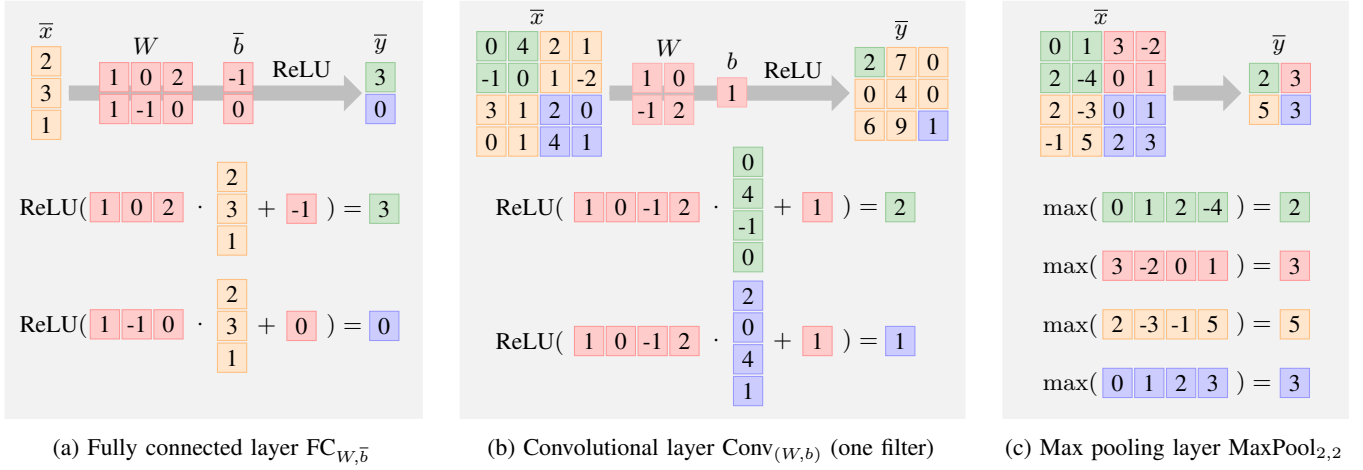 x̅
2
3
1
W
1 0 2
1 -1 0
b̅
-1
0
ReLU
y̅
3
0
ReLU( 1 0 2 · 2 3 1 + -1 ) = 3
ReLU( 1 -1 0 · 2 3 1 + 0 ) = 0
(a) Fully connected layer FC_{W,b̅}
x̅
0 4 2 1
-1 0 1 -2
3 1 2 0
0 1 4 1
W
1 0
-1 2
b
1
ReLU
y̅
2 7 0
0 4 0
6 9 1
ReLU( 1 0 -1 2 · 0 4 -1 0 + 1 ) = 2
ReLU( 1 0 -1 2 · 2 0 4 1 + 1 ) = 1
(b) Convolutional layer Conv_{(W,b)} (one filter)
x̅
0 1 3 -2
2 -4 0 1
2 -3 0 1
-1 5 2 3
y̅
2 3
5 3
max( 0 1 2 -4 ) = 2
max( 3 -2 0 1 ) = 3
max( 2 -3 -1 5 ) = 5
max( 0 1 2 3 ) = 3
(c) Max pooling layer MaxPool_{2,2}